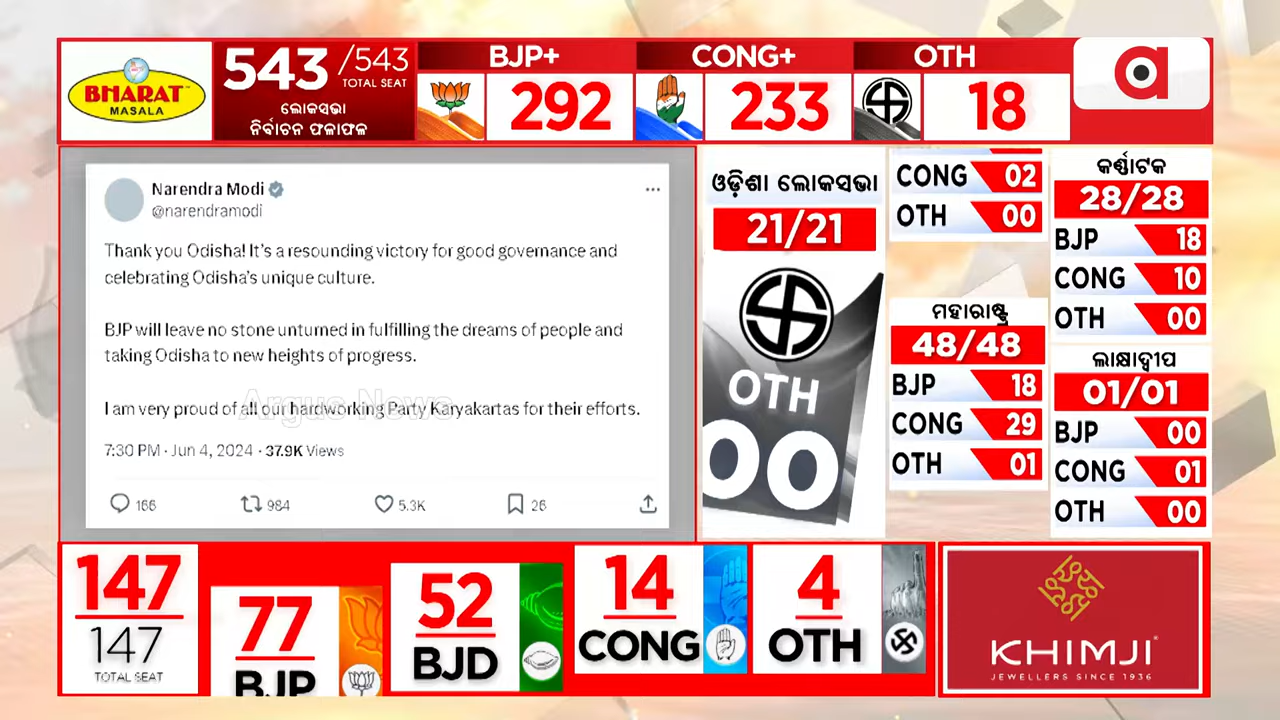 BHARAT
MASALA
543 /543
TOTAL SEAT
ଲୋକସଭା
ନିର୍ବାଚନ ଫଳାଫଳ
BJP+
292
CONG+
233
OTH
18
a
Narendra Modi
@narendramodi
Thank you Odisha! It's a resounding victory for good governance and
celebrating Odisha's unique culture.
BJP will leave no stone unturned in fulfilling the dreams of people and
taking Odisha to new heights of progress.
I am very proud of all our hardworking Party Karyakartas for their efforts.
Argus News
7:30 PM · Jun 4, 2024 · 37.9K Views
166 984 5.3K 26
ଓଡ଼ିଶା ଲୋକସଭା
21/21
OTH
00
CONG 02
OTH 00
ମହାରାଷ୍ଟ୍ର
48/48
BJP 18
CONG 29
OTH 01
କର୍ଣ୍ଣାଟକ
28/28
BJP 18
CONG 10
OTH 00
ଲାକ୍ଷାଦ୍ୱୀପ
01/01
BJP 00
CONG 01
OTH 00
147
147
TOTAL SEAT
77
BJP
52
BJD
14
CONG
4
OTH
KHIMJI
JEWELLERS SINCE 1936